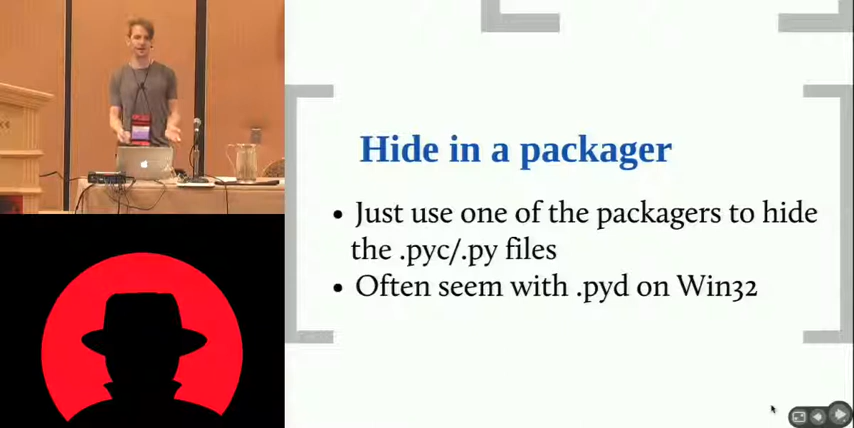 Hide in a packager
• Just use one of the packagers to hide
the .pyc/.py files
• Often seem with .pyd on Win32